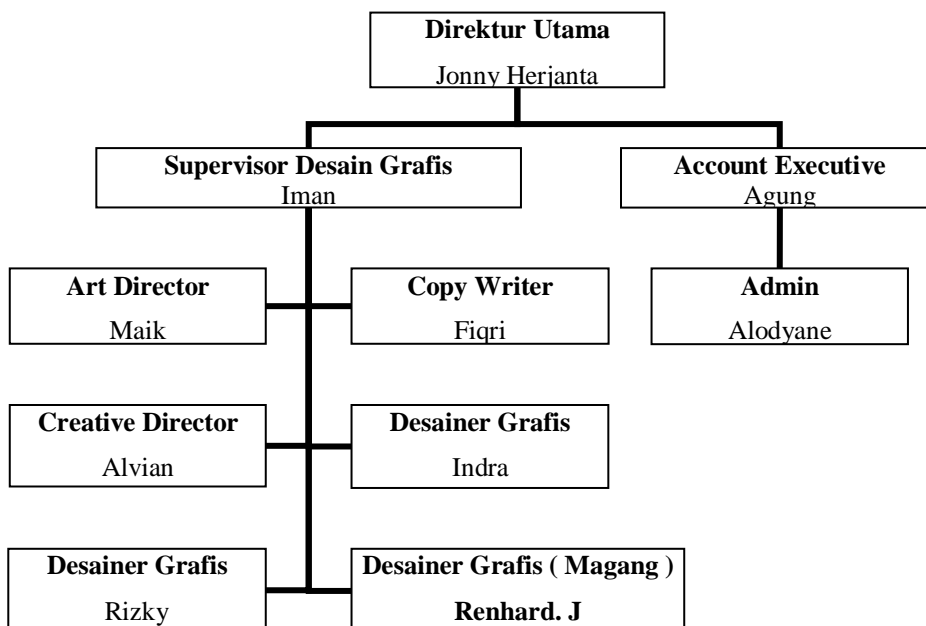 Direktur Utama
Jonny Herjanta
Supervisor Desain Grafis
Iman
Account Executive
Agung
Art Director
Maik
Copy Writer
Fiqri
Admin
Alodyane
Creative Director
Alvian
Desainer Grafis
Indra
Desainer Grafis
Rizky
Desainer Grafis ( Magang )
Renhard. J